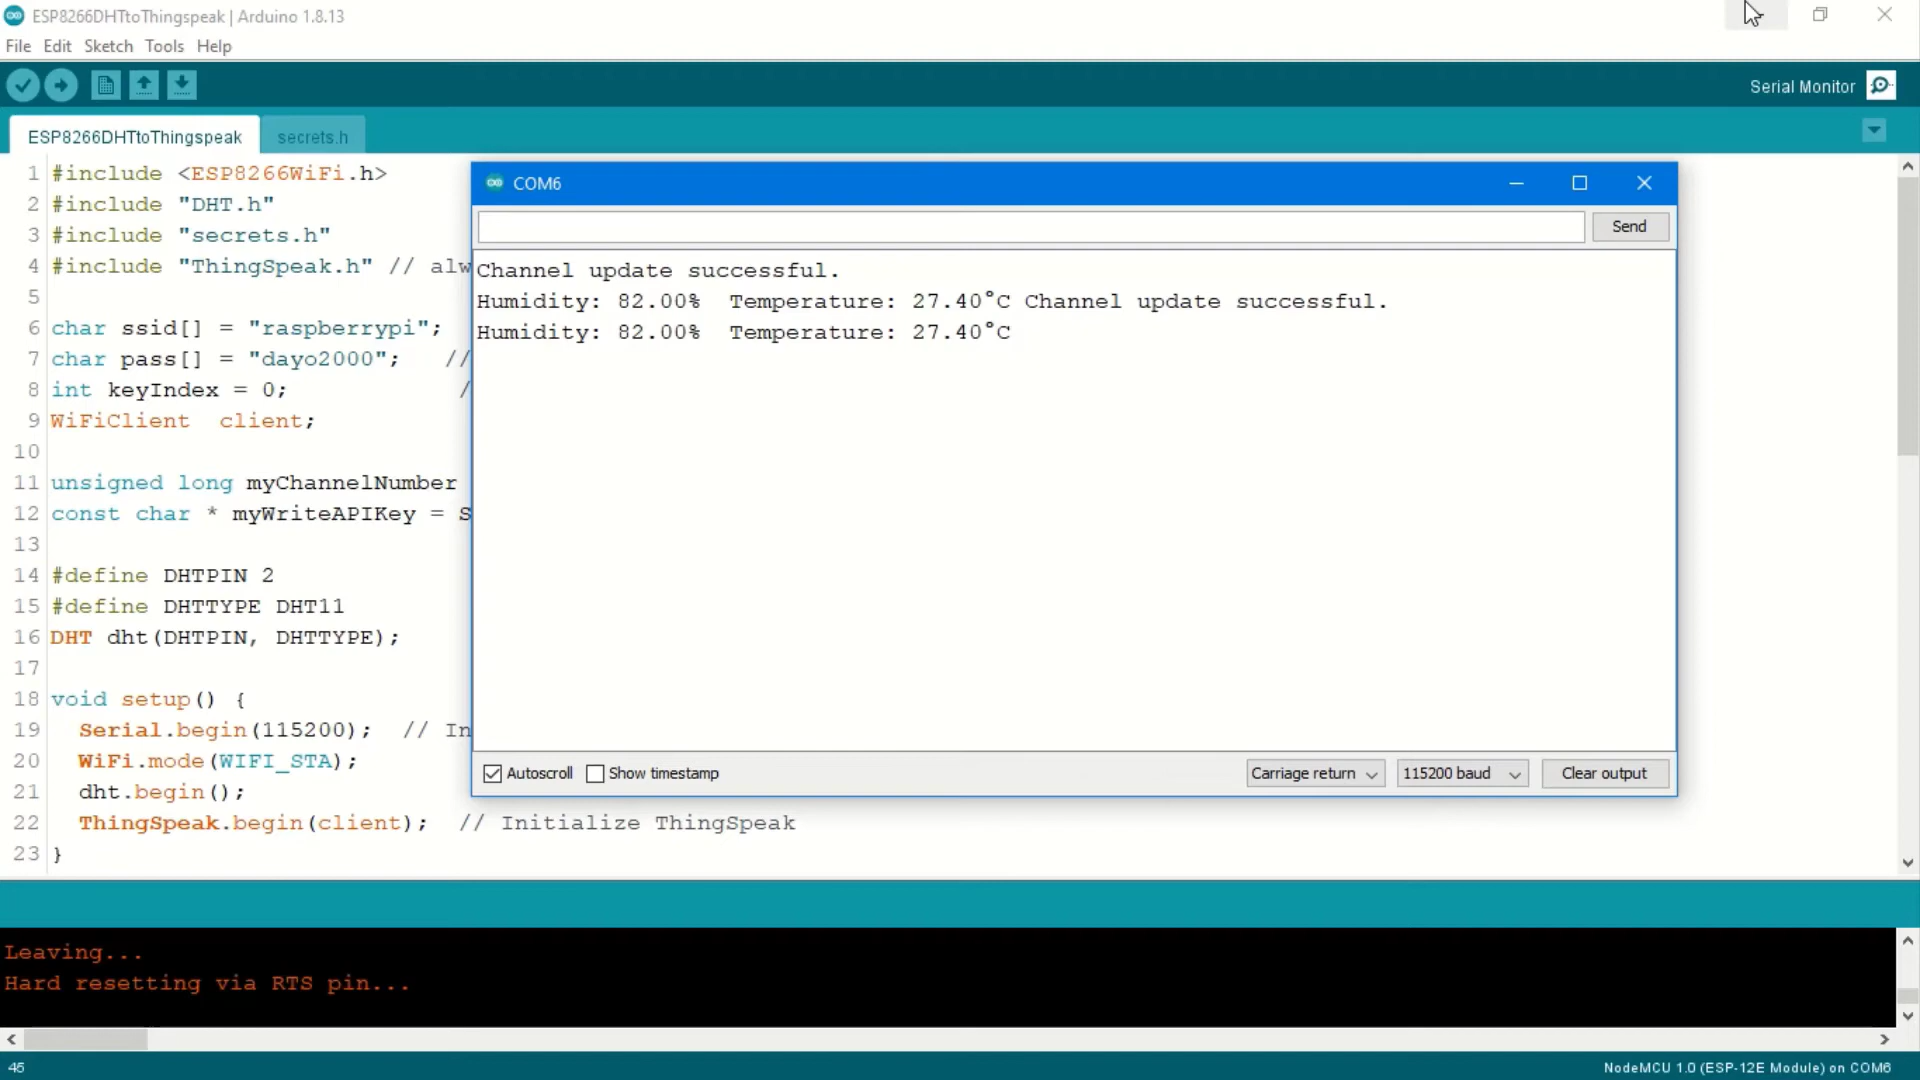 ESP8266DHTtoThingspeak | Arduino 1.8.13
File Edit Sketch Tools Help
Serial Monitor
ESP8266DHTtoThingspeak secrets.h
1 #include <ESP8266WiFi.h>
2 #include "DHT.h"
3 #include "secrets.h"
4 #include "ThingSpeak.h" // alw
5
6 char ssid[] = "raspberrypi";
7 char pass[] = "dayo2000"; //
8 int keyIndex = 0; /
9 WiFiClient client;
10
11 unsigned long myChannelNumber
12 const char * myWriteAPIKey = S
13
14 #define DHTPIN 2
15 #define DHTTYPE DHT11
16 DHT dht(DHTPIN, DHTTYPE);
17
18 void setup() {
19 Serial.begin(115200); // In
20 WiFi.mode(WIFI_STA);
21 dht.begin();
22 ThingSpeak.begin(client); // Initialize ThingSpeak
23 }
COM6
Send
Channel update successful.
Humidity: 82.00% Temperature: 27.40°C Channel update successful.
Humidity: 82.00% Temperature: 27.40°C
Autoscroll Show timestamp Carriage return 115200 baud Clear output
Leaving...
Hard resetting via RTS pin...
45 NodeMCU 1.0 (ESP-12E Module) on COM6